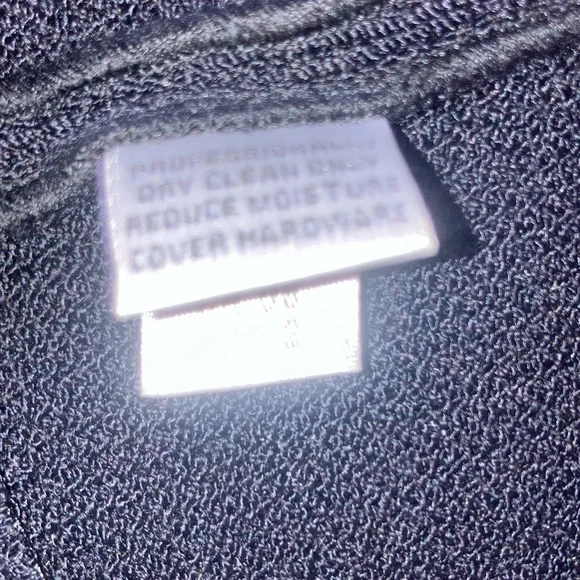 PROFESSIONALLY
DRY CLEAN ONLY
REDUCE MOISTURE
COVER HARDWARE